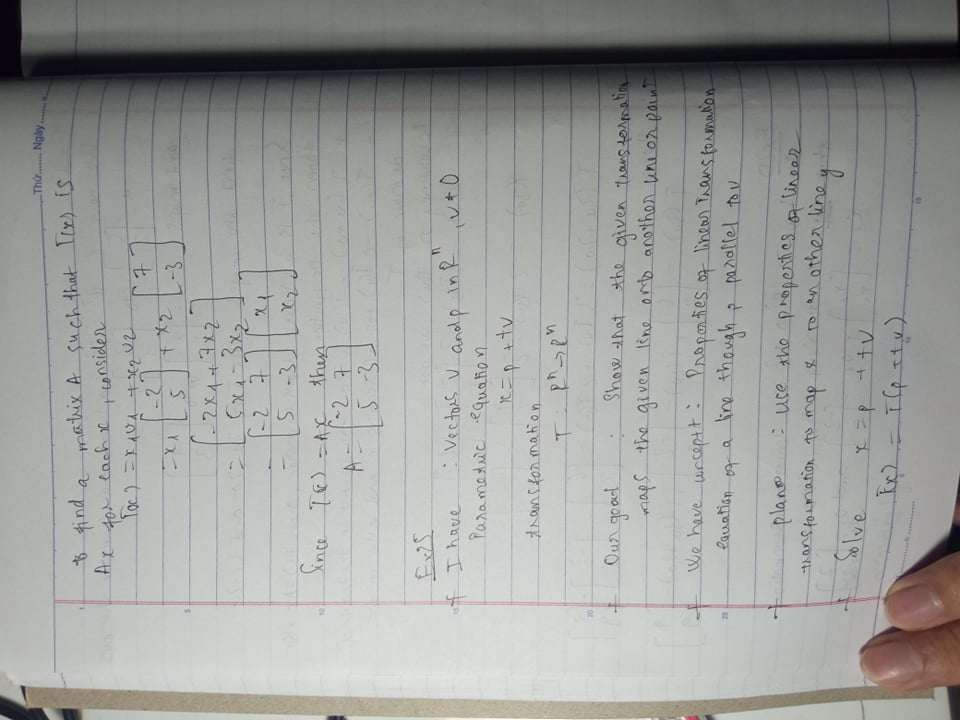 Thứ........ Ngày...........
to find a matrix A such that T(x) is
Ax for each x, consider
T(x) = x1v1 + x2v2
= x1 [-2 5] + x2 [7 -3]
= [-2x1 + 7x2 5x1 - 3x2]
= [-2 7 5 -3] [x1 x2]
Since T(x) = Ax then
A = [-2 7 5 -3]
Ex25
+ I have : Vectors v and p in R^n, v ≠ 0
Parametric equation
x = p + tv
transformation
T : R^n → R^n
+ Our goad : Show that the given transformation
maps the given line onto another line or point
+ We have concept : Properties of linear transformation
equation of a line though p parallel to v
+ plane : use the properties of linear
transformation to map x to another line y
+ Solve x = p + tv
T(x) = T(p + tv)